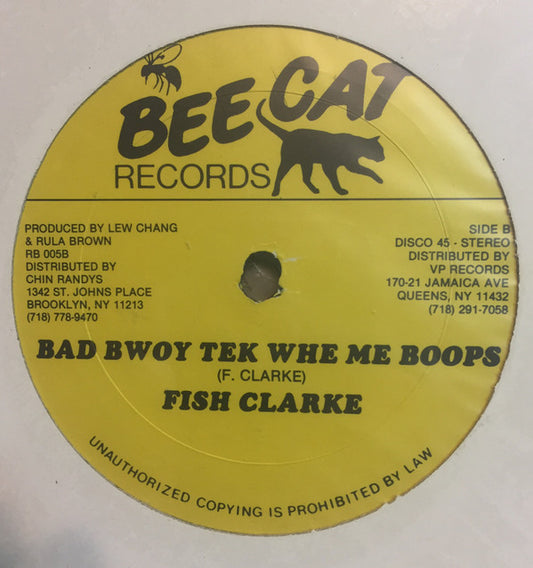 BEE CAT
RECORDS
PRODUCED BY LEW CHANG
& RULA BROWN
RB 005B
DISTRIBUTED BY
CHIN RANDYS
1342 ST. JOHNS PLACE
BROOKLYN, NY 11213
(718) 778-9470
SIDE B
DISCO 45 - STEREO
DISTRIBUTED BY
VP RECORDS
170-21 JAMAICA AVE
QUEENS, NY 11432
(718) 291-7058
BAD BWOY TEK WHE ME BOOPS
(F. CLARKE)
FISH CLARKE
UNAUTHORIZED COPYING IS PROHIBITED BY LAW